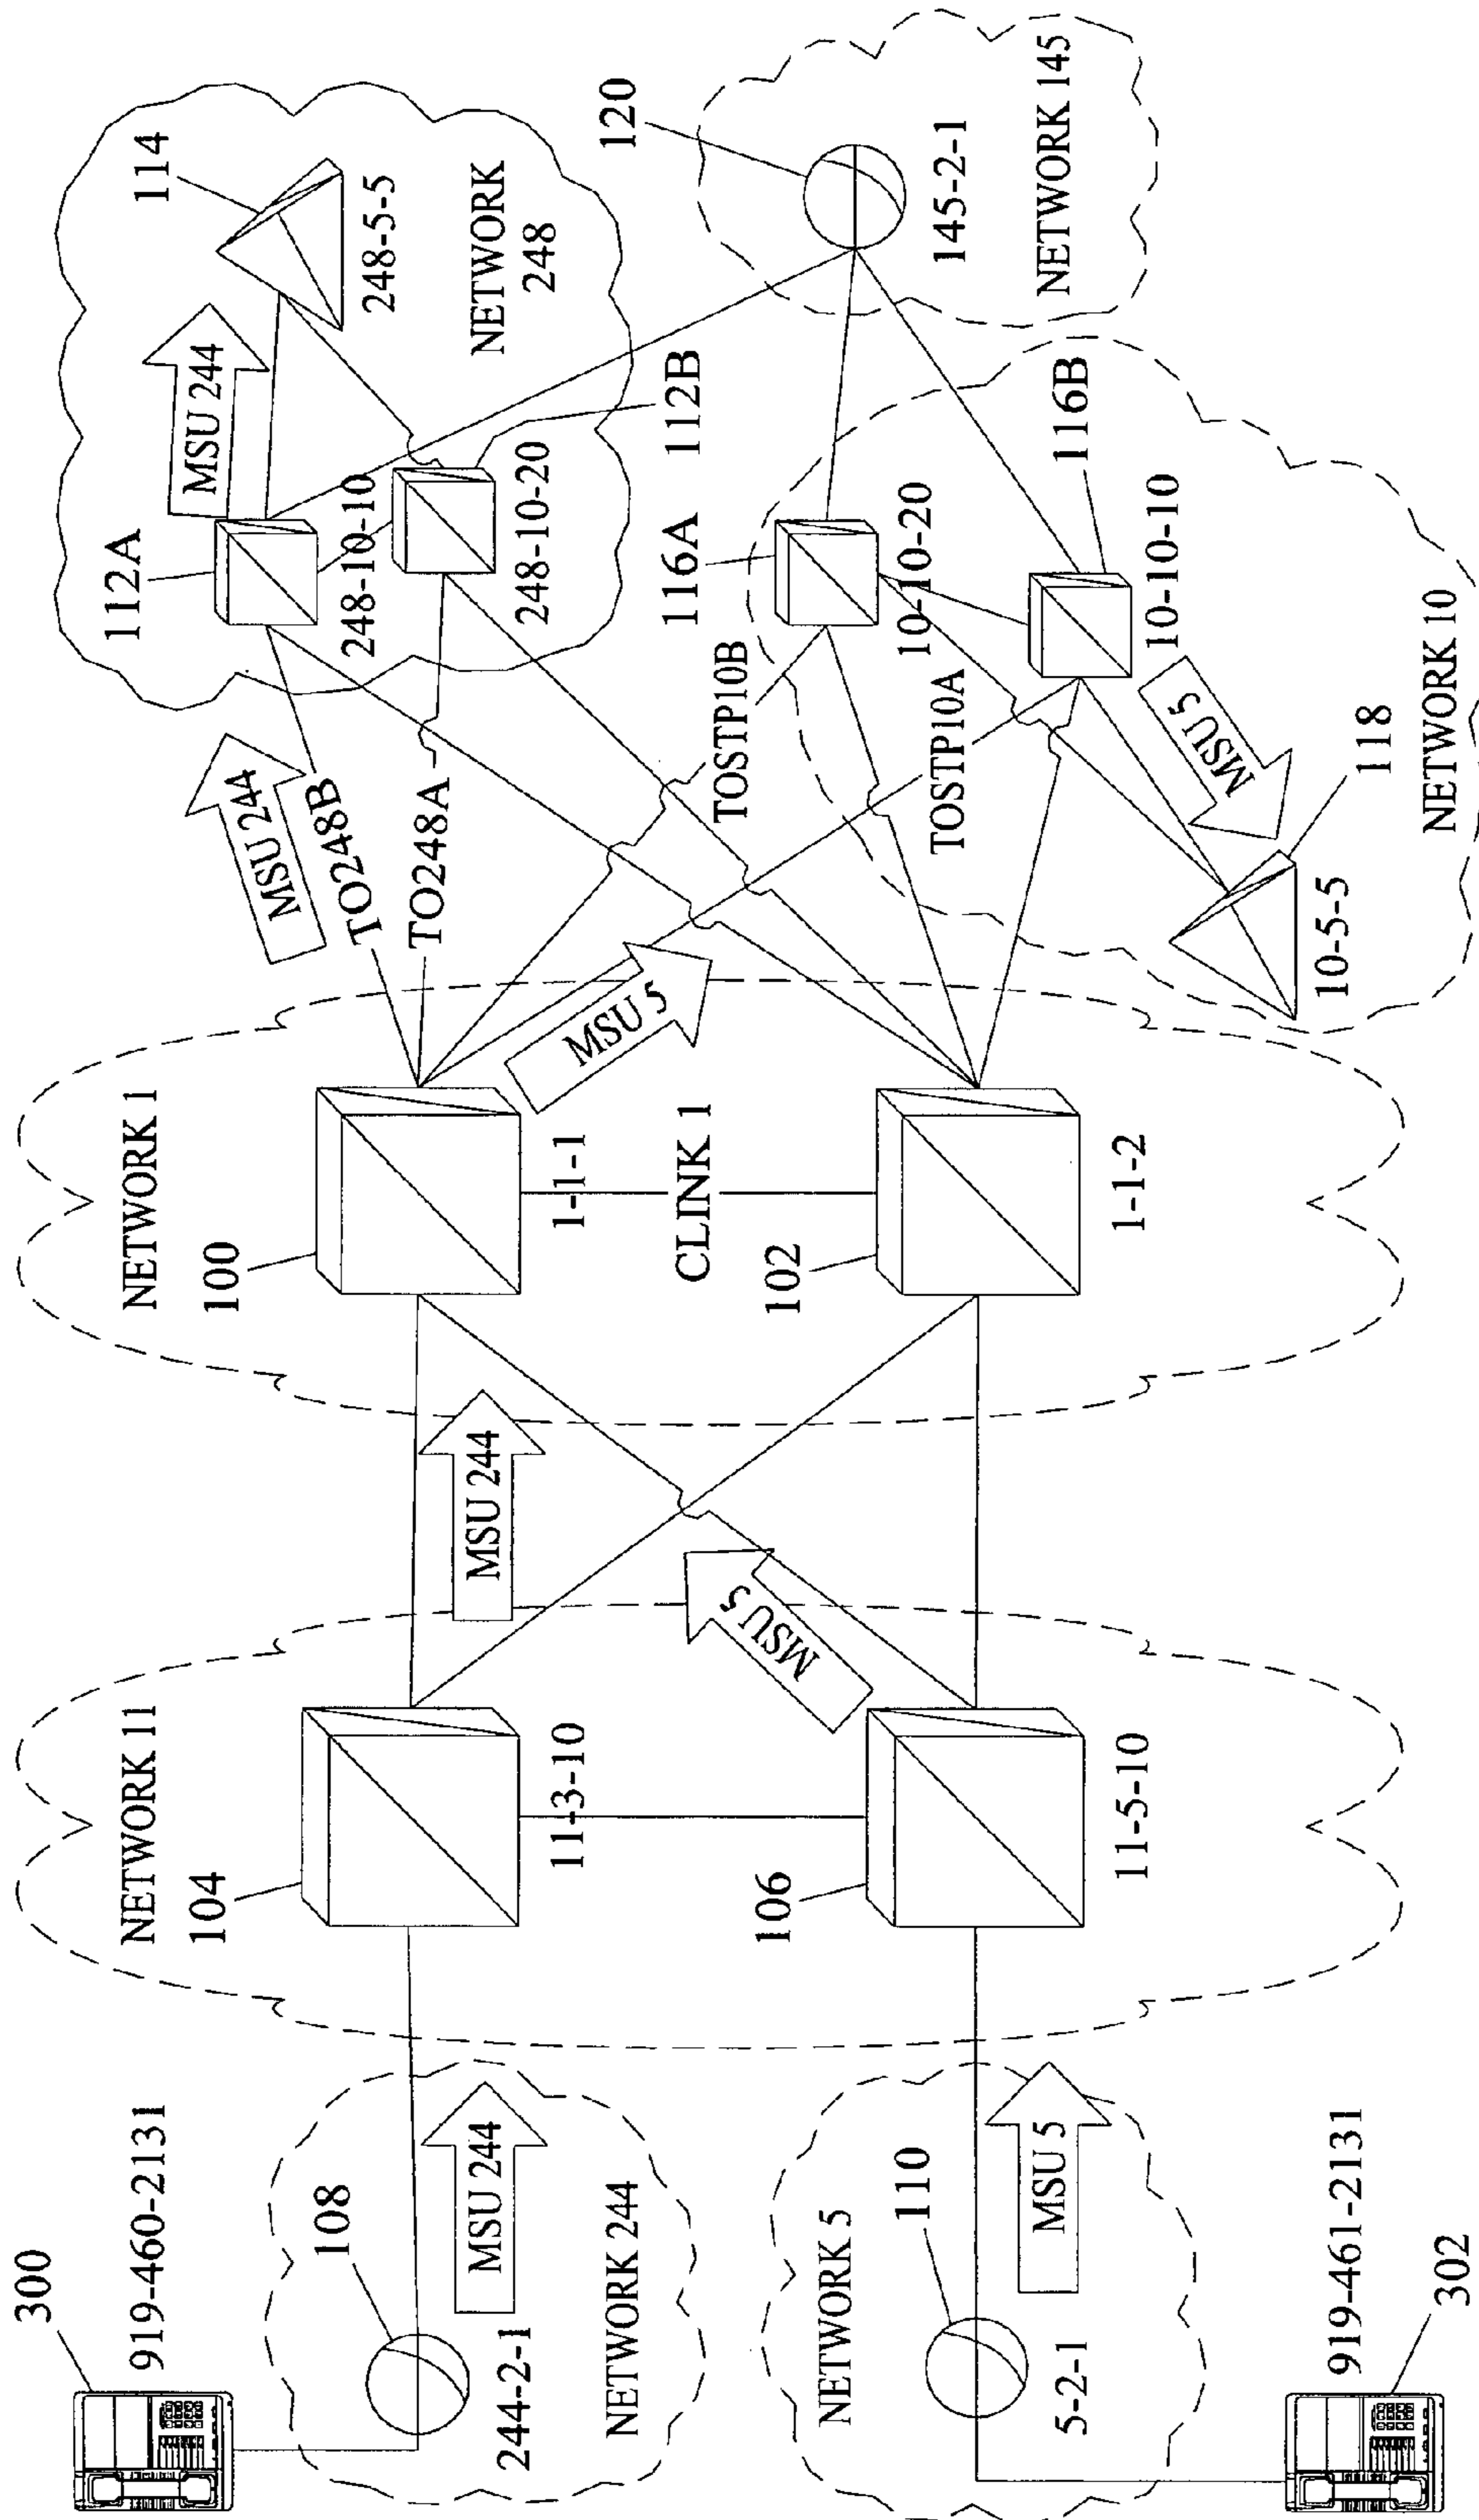 300
919-460-2131
108
MSU 244
244-2-1
NETWORK 244
NETWORK 5
110
MSU 5
5-2-1
919-461-2131
302
NETWORK 11
104
11-3-10
106
11-5-10
MSU 244
MSU 5
NETWORK 1
100
1-1-1
CLINK 1
102
1-1-2
MSU 5
MSU 244
TO248B
TO248A
112A
MSU 244
114
248-5-5
248-10-10
248-10-20
112B
NETWORK
248
TOSTP10B
116A
10-10-20
TOSTP10A
116B
10-10-10
MSU 5
118
10-5-5
NETWORK 10
120
145-2-1
NETWORK 145